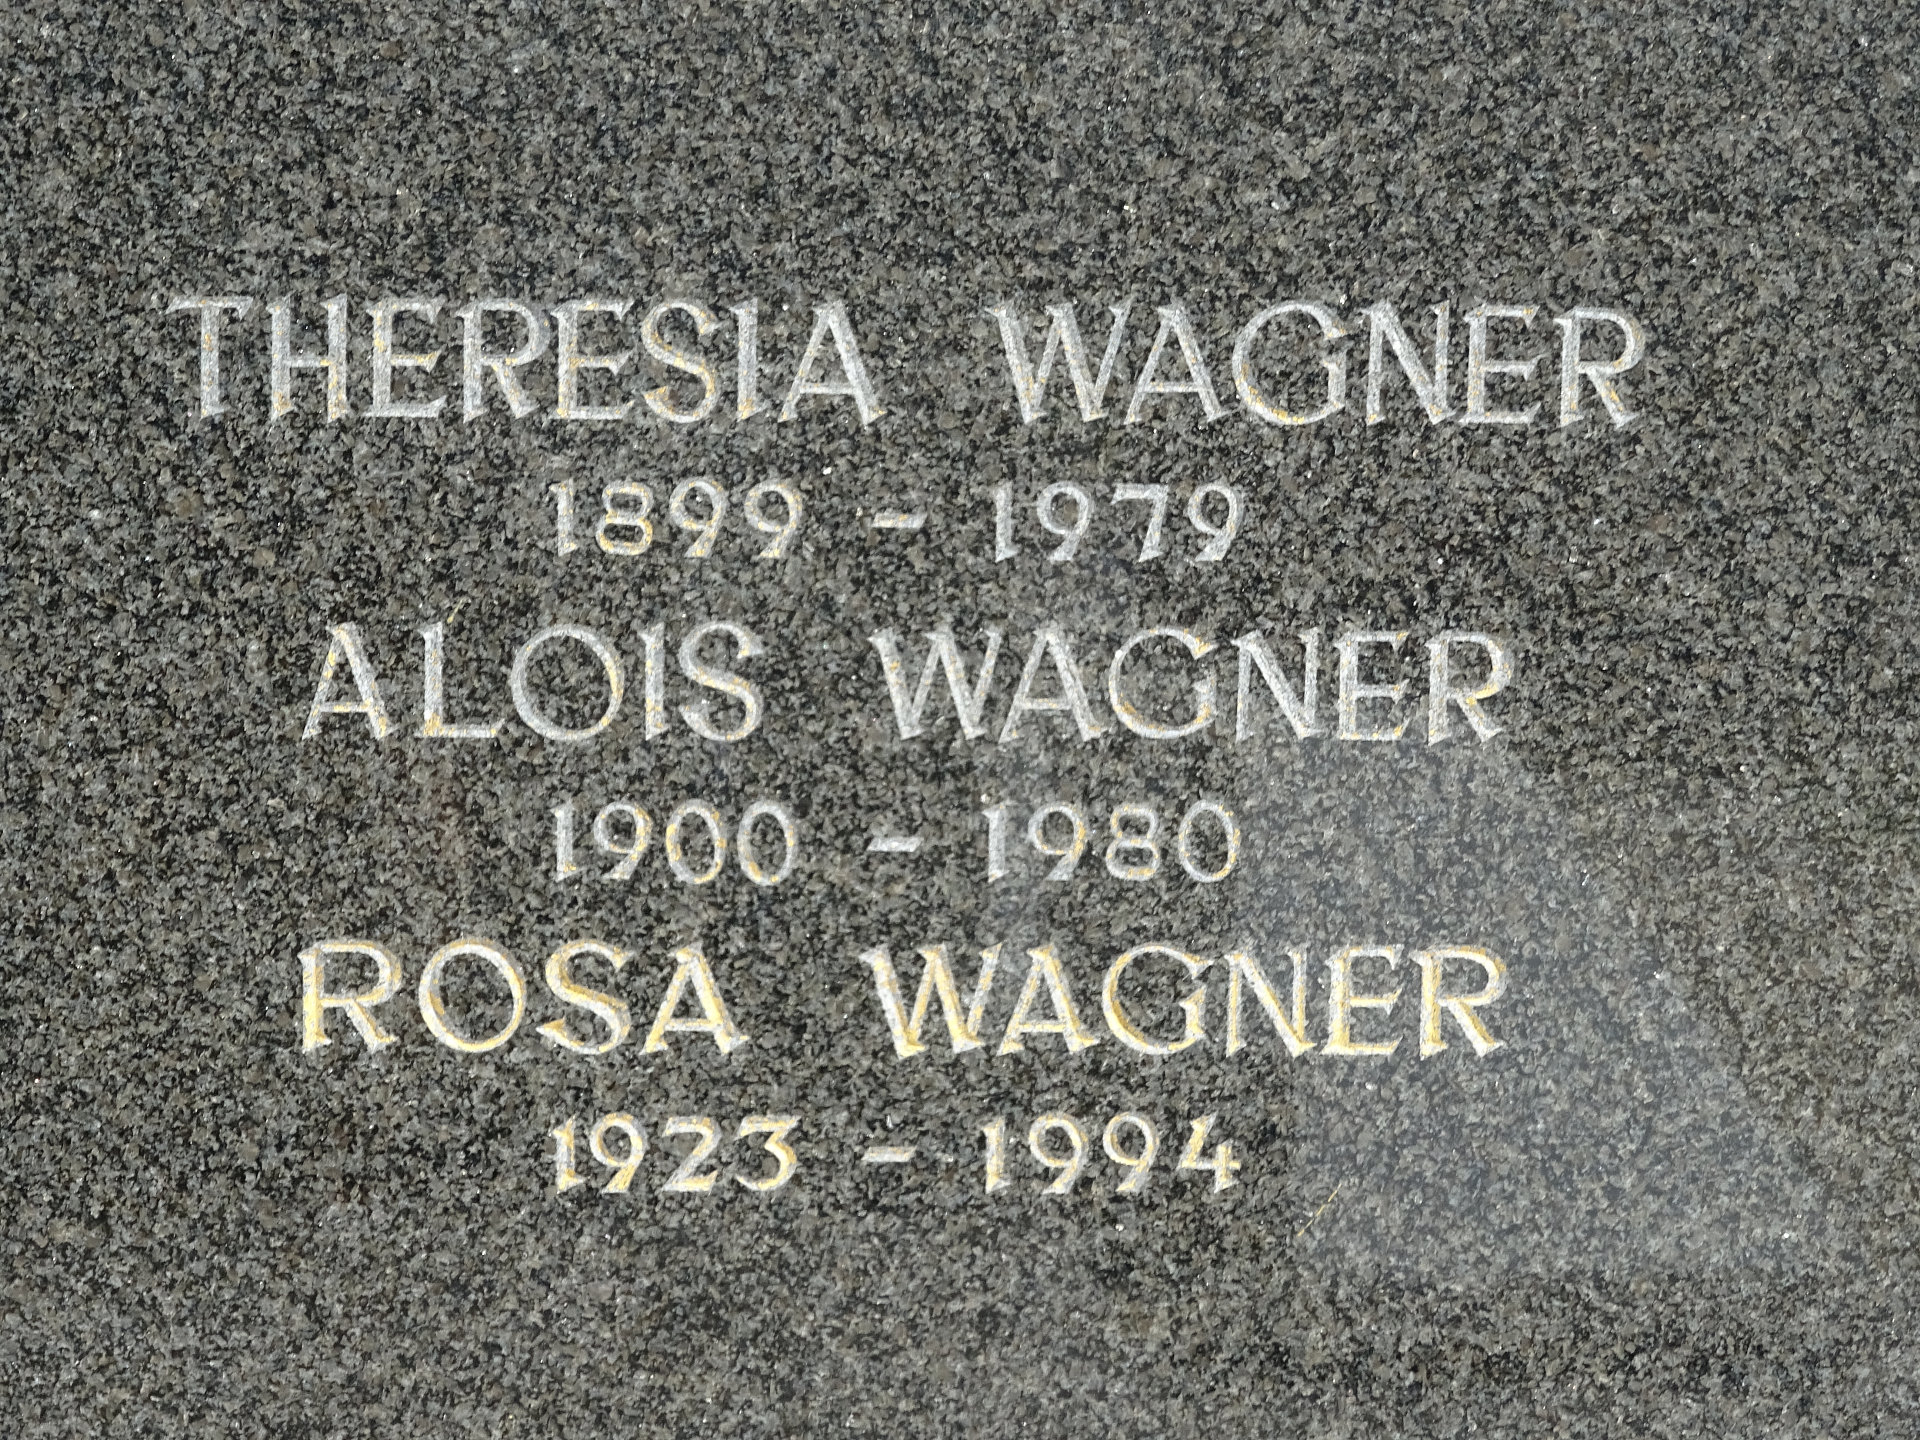 THERESIA WAGNER
1899 - 1979
ALOIS WAGNER
1900 - 1980
ROSA WAGNER
1923 - 1994